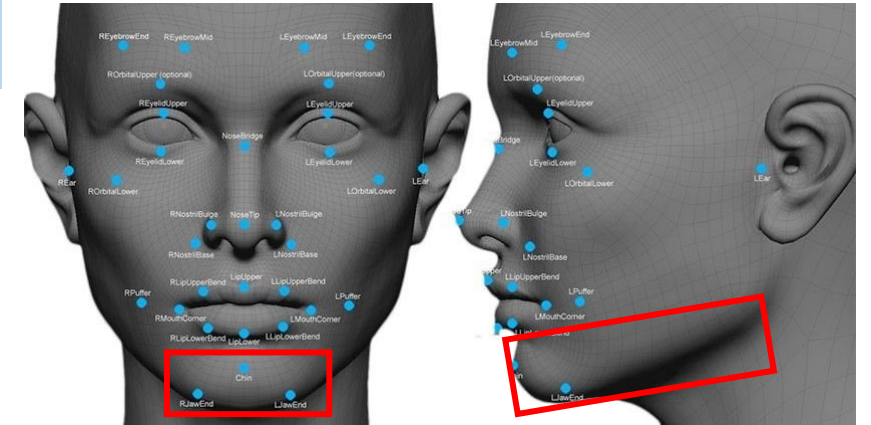 REyebrowEnd
REyebrowMid
LEyebrowMid
LEyebrowEnd
ROrbitalUpper (optional)
LOrbitalUpper(optional)
REyelidUpper
LEyelidUpper
NoseBridge
REyelidLower
LEyelidLower
REar
ROrbitalLower
LOrbitalLower
LEar
RNostrilBulge
NoseTip
LNostrilBulge
RNostrilBase
LNostrilBase
LipUpper
RLipUpperBend
LLipUpperBend
RPuffer
LPuffer
RMouthCorner
LMouthCorner
RLipLowerBend
LipLower
LLipLowerBend
Chin
RJawEnd
LJawEnd
LEyebrowMid
LEyebrowEnd
LOrbitalUpper(optional)
LEyelidUpper
Bridge
LEyelidLower
LOrbitalLower
LEar
LNostrilBulge
LNostrilBase
LLipUpperBend
LPuffer
LMouthCorner
LJawEnd